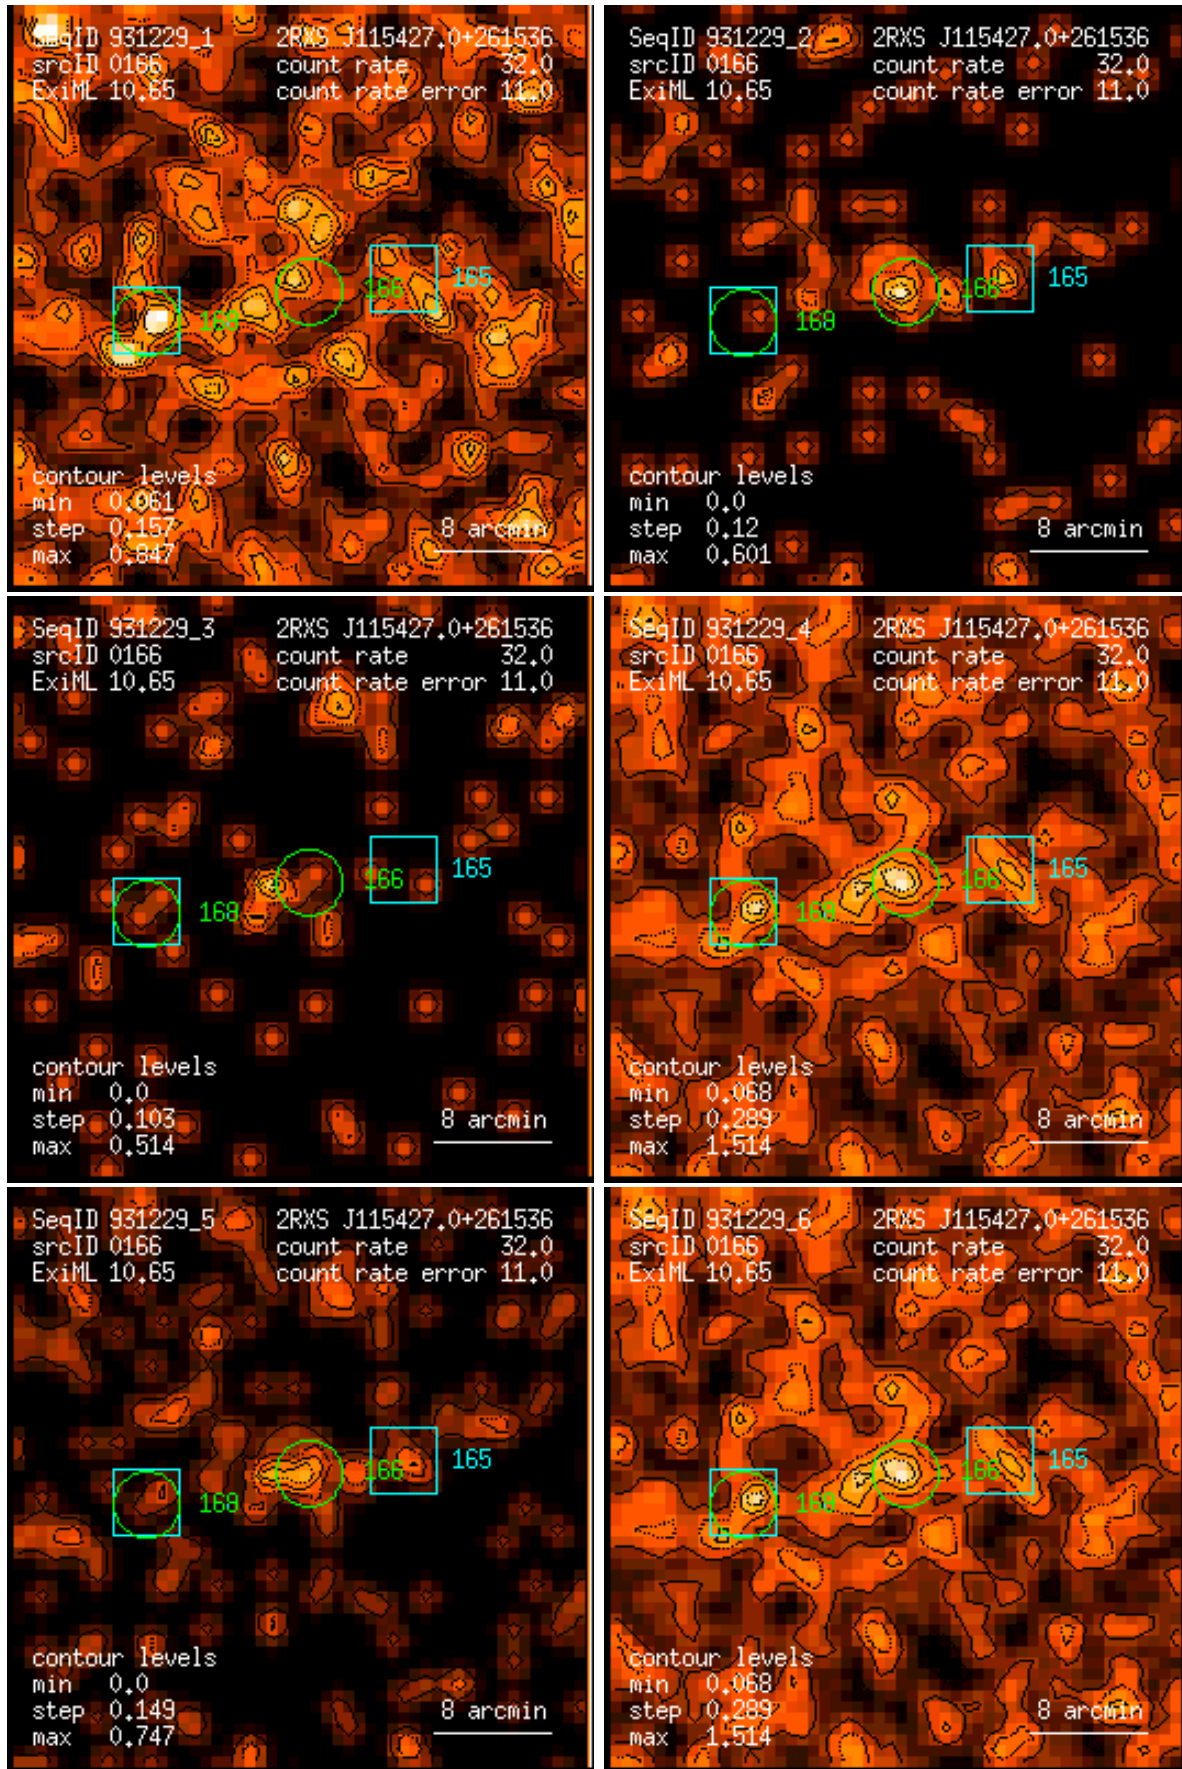 SeqID 931229_1 2RXS J115427.0+261536
srcID 0166 count rate 32.0
ExiML 10.65 count rate error 11.0
165
166
168
contour levels
min 0.061
step 0.157 8 arcmin
max 0.847
SeqID 931229_2 2RXS J115427.0+261536
srcID 0166 count rate 32.0
ExiML 10.65 count rate error 11.0
165
166
168
contour levels
min 0.0
step 0.12 8 arcmin
max 0.601
SeqID 931229_3 2RXS J115427.0+261536
srcID 0166 count rate 32.0
ExiML 10.65 count rate error 11.0
165
166
168
contour levels
min 0.0
step 0.103 8 arcmin
max 0.514
SeqID 931229_4 2RXS J115427.0+261536
srcID 0166 count rate 32.0
ExiML 10.65 count rate error 11.0
165
166
168
contour levels
min 0.068
step 0.289 8 arcmin
max 1.514
SeqID 931229_5 2RXS J115427.0+261536
srcID 0166 count rate 32.0
ExiML 10.65 count rate error 11.0
165
166
168
contour levels
min 0.0
step 0.149 8 arcmin
max 0.747
SeqID 931229_6 2RXS J115427.0+261536
srcID 0166 count rate 32.0
ExiML 10.65 count rate error 11.0
165
166
168
contour levels
min 0.068
step 0.289 8 arcmin
max 1.514